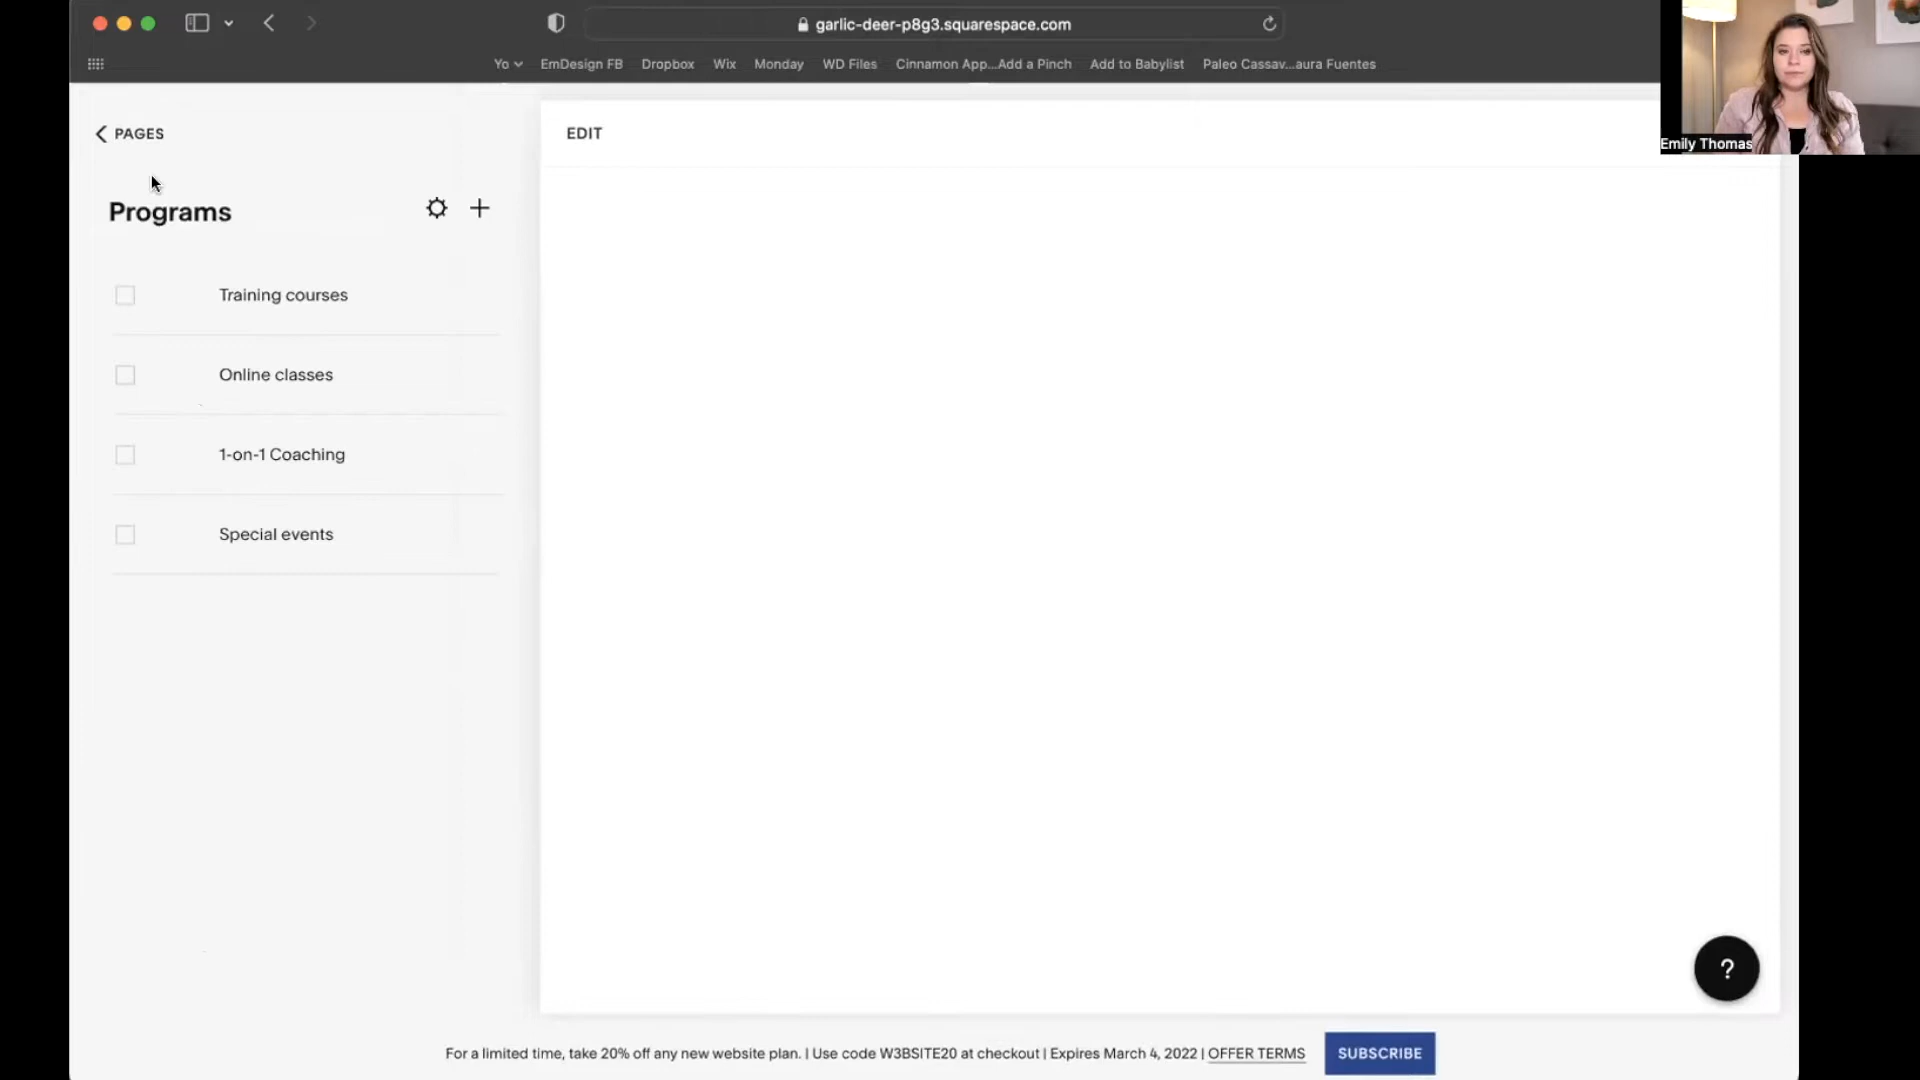 garlic-deer-p8g3.squarespace.com
Yo EmDesign FB Dropbox Wix Monday WD Files Cinnamon App...Add a Pinch Add to Babylist Paleo Cassav...aura Fuentes
Emily Thomas
PAGES
EDIT
Programs
Training courses
Online classes
1-on-1 Coaching
Special events
?
For a limited time, take 20% off any new website plan. | Use code W3BSITE20 at checkout | Expires March 4, 2022 | OFFER TERMS
SUBSCRIBE